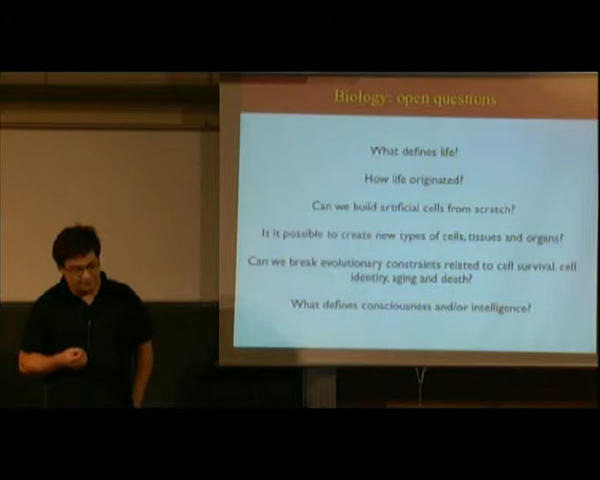 Biology: open questions
What defines life?
How life originated?
Can we build artificial cells from scratch?
Is it possible to create new types of cells, tissues and organs?
Can we break evolutionary constraints related to cell survival, cell
identity, aging and death?
What defines consciousness and/or intelligence?